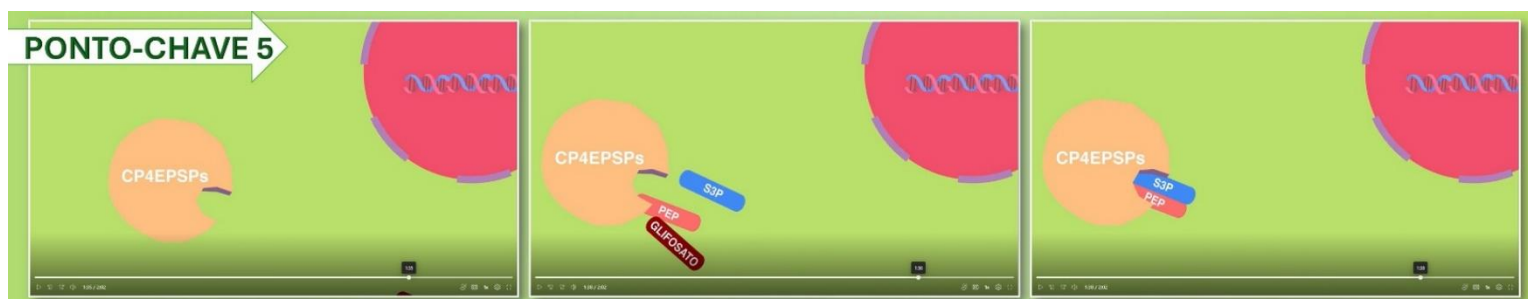 PONTO-CHAVE 5
CP4EPSPs
CP4EPSPs
S3P
PEP
GLIFOSATO
CP4EPSPs
S3P
PEP